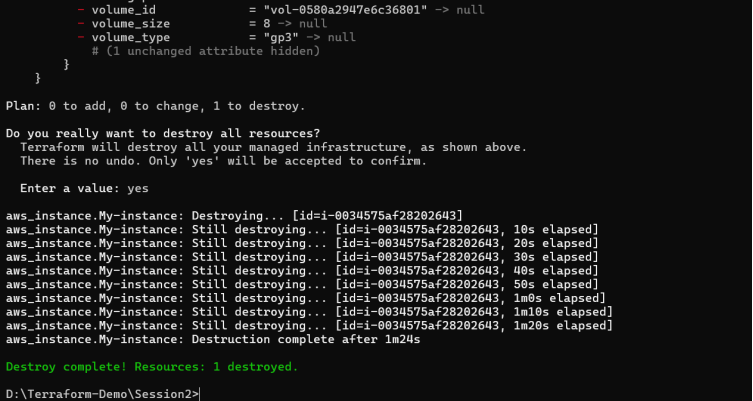 - volume_id = "vol-0580a2947e6c36801" -> null
- volume_size = 8 -> null
- volume_type = "gp3" -> null
# (1 unchanged attribute hidden)
}
}
Plan: 0 to add, 0 to change, 1 to destroy.
Do you really want to destroy all resources?
Terraform will destroy all your managed infrastructure, as shown above.
There is no undo. Only 'yes' will be accepted to confirm.
Enter a value: yes
aws_instance.My-instance: Destroying... [id=i-0034575af28202643]
aws_instance.My-instance: Still destroying... [id=i-0034575af28202643, 10s elapsed]
aws_instance.My-instance: Still destroying... [id=i-0034575af28202643, 20s elapsed]
aws_instance.My-instance: Still destroying... [id=i-0034575af28202643, 30s elapsed]
aws_instance.My-instance: Still destroying... [id=i-0034575af28202643, 40s elapsed]
aws_instance.My-instance: Still destroying... [id=i-0034575af28202643, 50s elapsed]
aws_instance.My-instance: Still destroying... [id=i-0034575af28202643, 1m0s elapsed]
aws_instance.My-instance: Still destroying... [id=i-0034575af28202643, 1m10s elapsed]
aws_instance.My-instance: Still destroying... [id=i-0034575af28202643, 1m20s elapsed]
aws_instance.My-instance: Destruction complete after 1m24s
Destroy complete! Resources: 1 destroyed.
D:\Terraform-Demo\Session2>